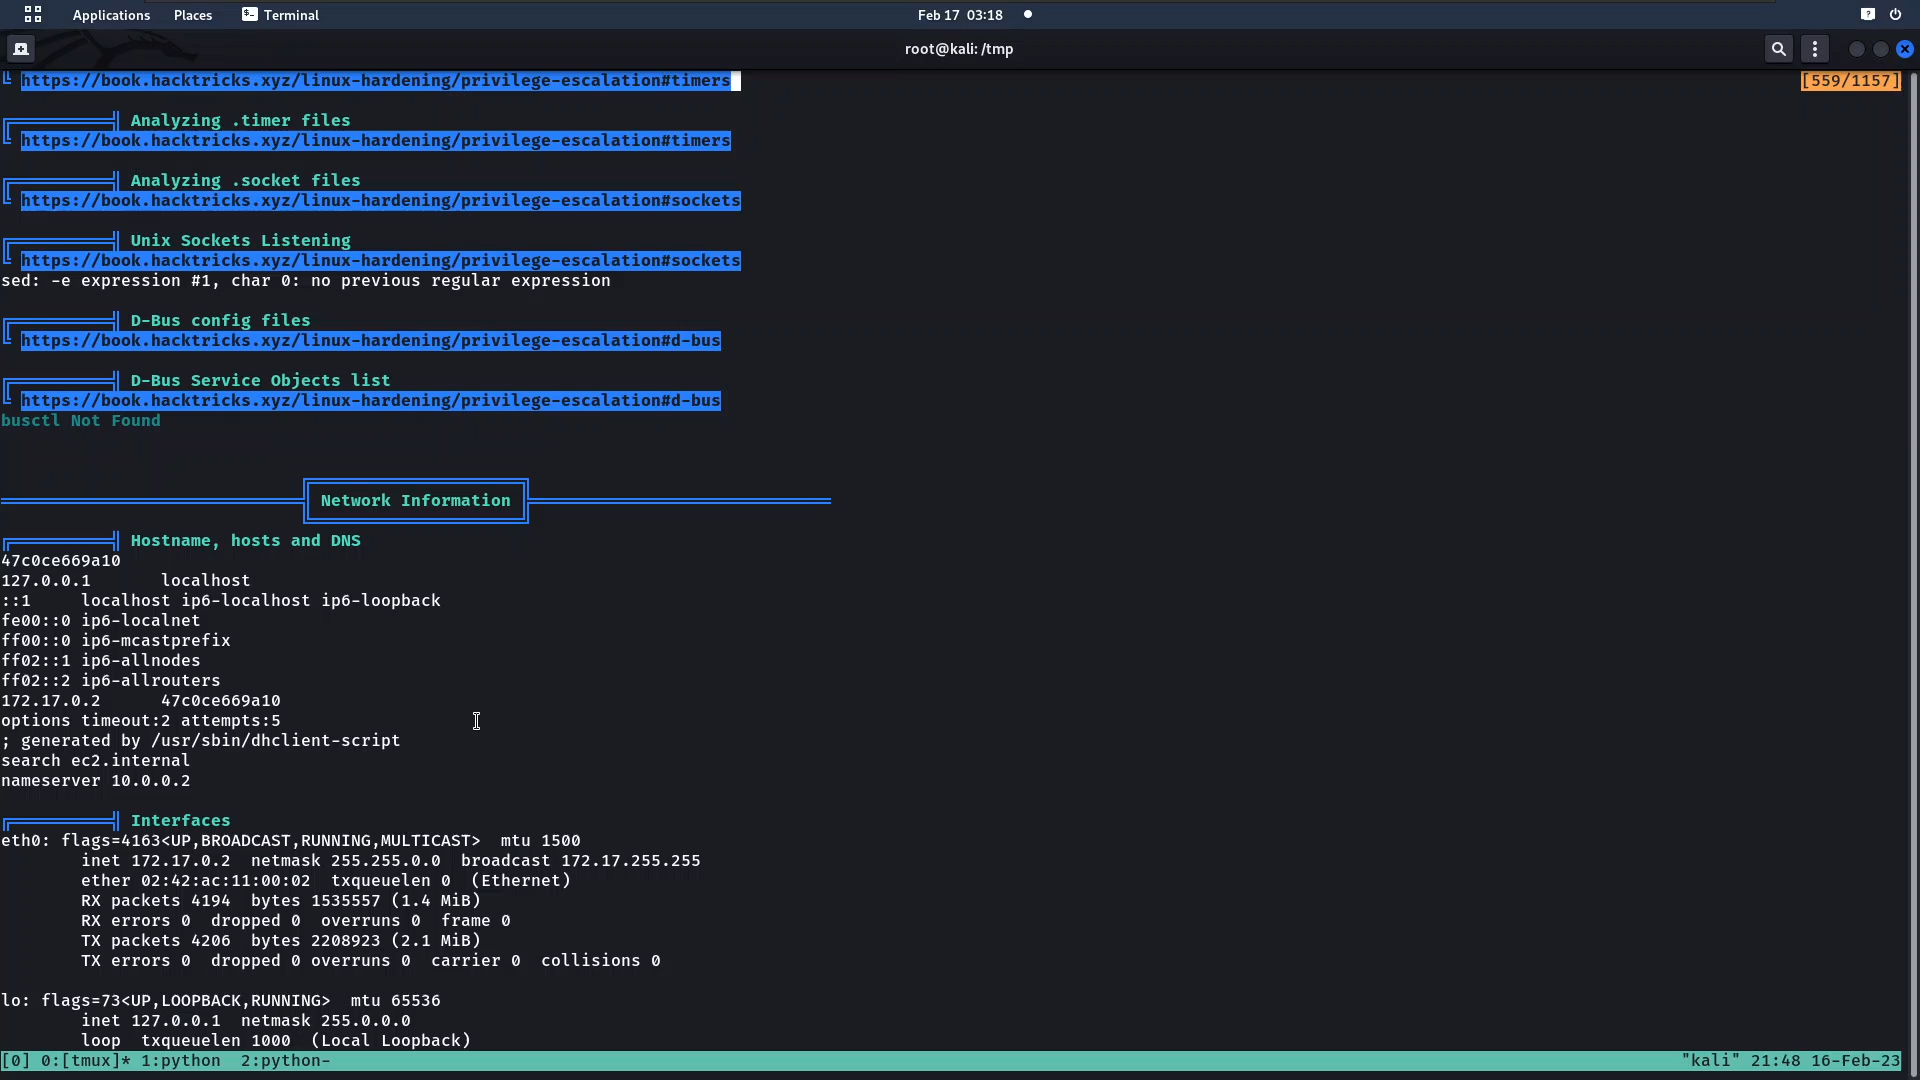 Applications Places Terminal Feb 17 03:18
root@kali: /tmp
https://book.hacktricks.xyz/linux-hardening/privilege-escalation#timers [559/1157]
Analyzing .timer files
https://book.hacktricks.xyz/linux-hardening/privilege-escalation#timers
Analyzing .socket files
https://book.hacktricks.xyz/linux-hardening/privilege-escalation#sockets
Unix Sockets Listening
https://book.hacktricks.xyz/linux-hardening/privilege-escalation#sockets
sed: -e expression #1, char 0: no previous regular expression
D-Bus config files
https://book.hacktricks.xyz/linux-hardening/privilege-escalation#d-bus
D-Bus Service Objects list
https://book.hacktricks.xyz/linux-hardening/privilege-escalation#d-bus
busctl Not Found
Network Information
Hostname, hosts and DNS
47c0ce669a10
127.0.0.1 localhost
::1 localhost ip6-localhost ip6-loopback
fe00::0 ip6-localnet
ff00::0 ip6-mcastprefix
ff02::1 ip6-allnodes
ff02::2 ip6-allrouters
172.17.0.2 47c0ce669a10
options timeout:2 attempts:5
; generated by /usr/sbin/dhclient-script
search ec2.internal
nameserver 10.0.0.2
Interfaces
eth0: flags=4163<UP,BROADCAST,RUNNING,MULTICAST> mtu 1500
inet 172.17.0.2 netmask 255.255.0.0 broadcast 172.17.255.255
ether 02:42:ac:11:00:02 txqueuelen 0 (Ethernet)
RX packets 4194 bytes 1535557 (1.4 MiB)
RX errors 0 dropped 0 overruns 0 frame 0
TX packets 4206 bytes 2208923 (2.1 MiB)
TX errors 0 dropped 0 overruns 0 carrier 0 collisions 0
lo: flags=73<UP,LOOPBACK,RUNNING> mtu 65536
inet 127.0.0.1 netmask 255.0.0.0
loop txqueuelen 1000 (Local Loopback)
[0] 0:[tmux]* 1:python 2:python- "kali" 21:48 16-Feb-23